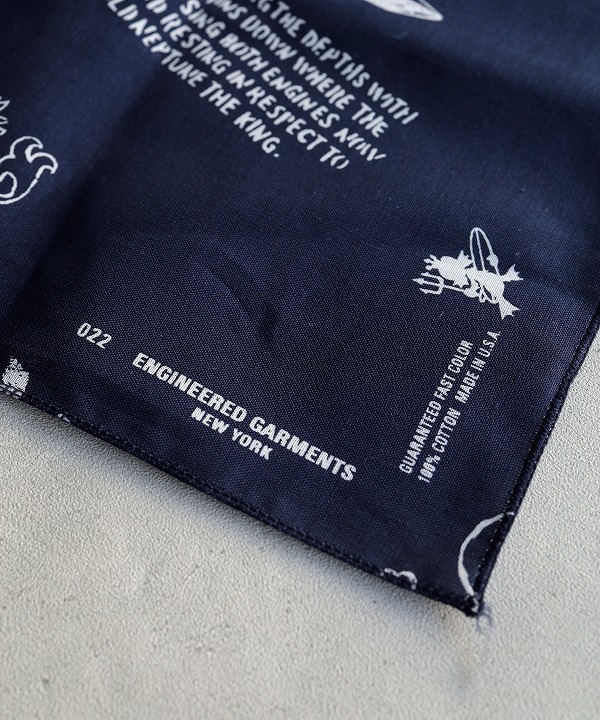 THE DEPTHS WITH
DOWN WHERE THE
SING BOTH ENGINES
RESTING IN RESPECT TO
NEPTUNE THE KING.
022
ENGINEERED GARMENTS
NEW YORK
GUARANTEED FAST COLOR
100% COTTON MADE IN U.S.A.